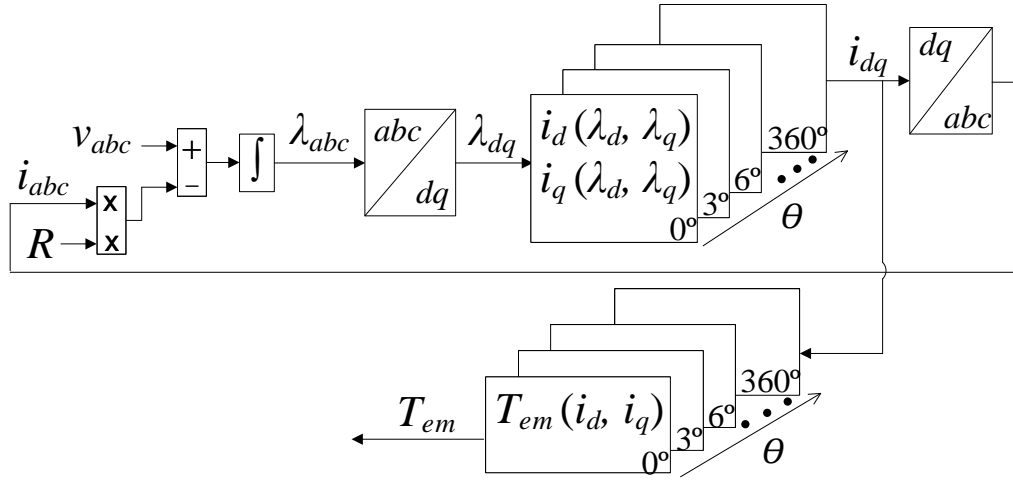 i_dq
dq
abc
v_abc
+
−
∫
λ_abc
abc
dq
λ_dq
i_d (λ_d, λ_q)
i_q (λ_d, λ_q)
0º
3º
6º
360º
θ
i_abc
R
x
x
T_em
T_em (i_d, i_q)
0º
3º
6º
360º
θ